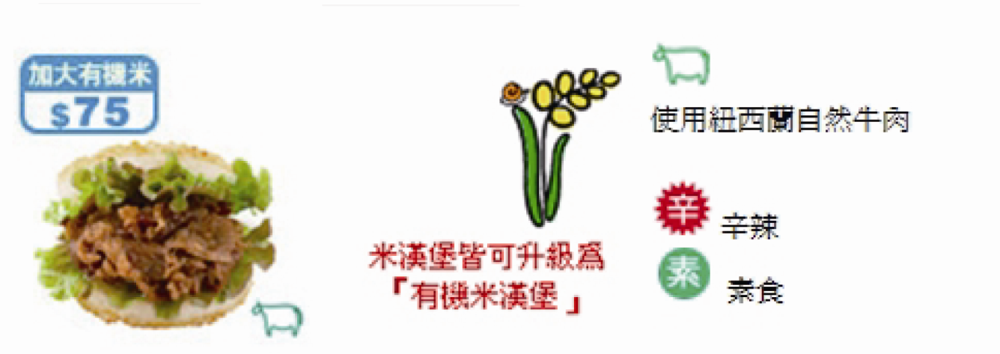 加大有機米
$75
米漢堡皆可升級為
「有機米漢堡」
使用紐西蘭自然牛肉
辛
辛辣
素
素食